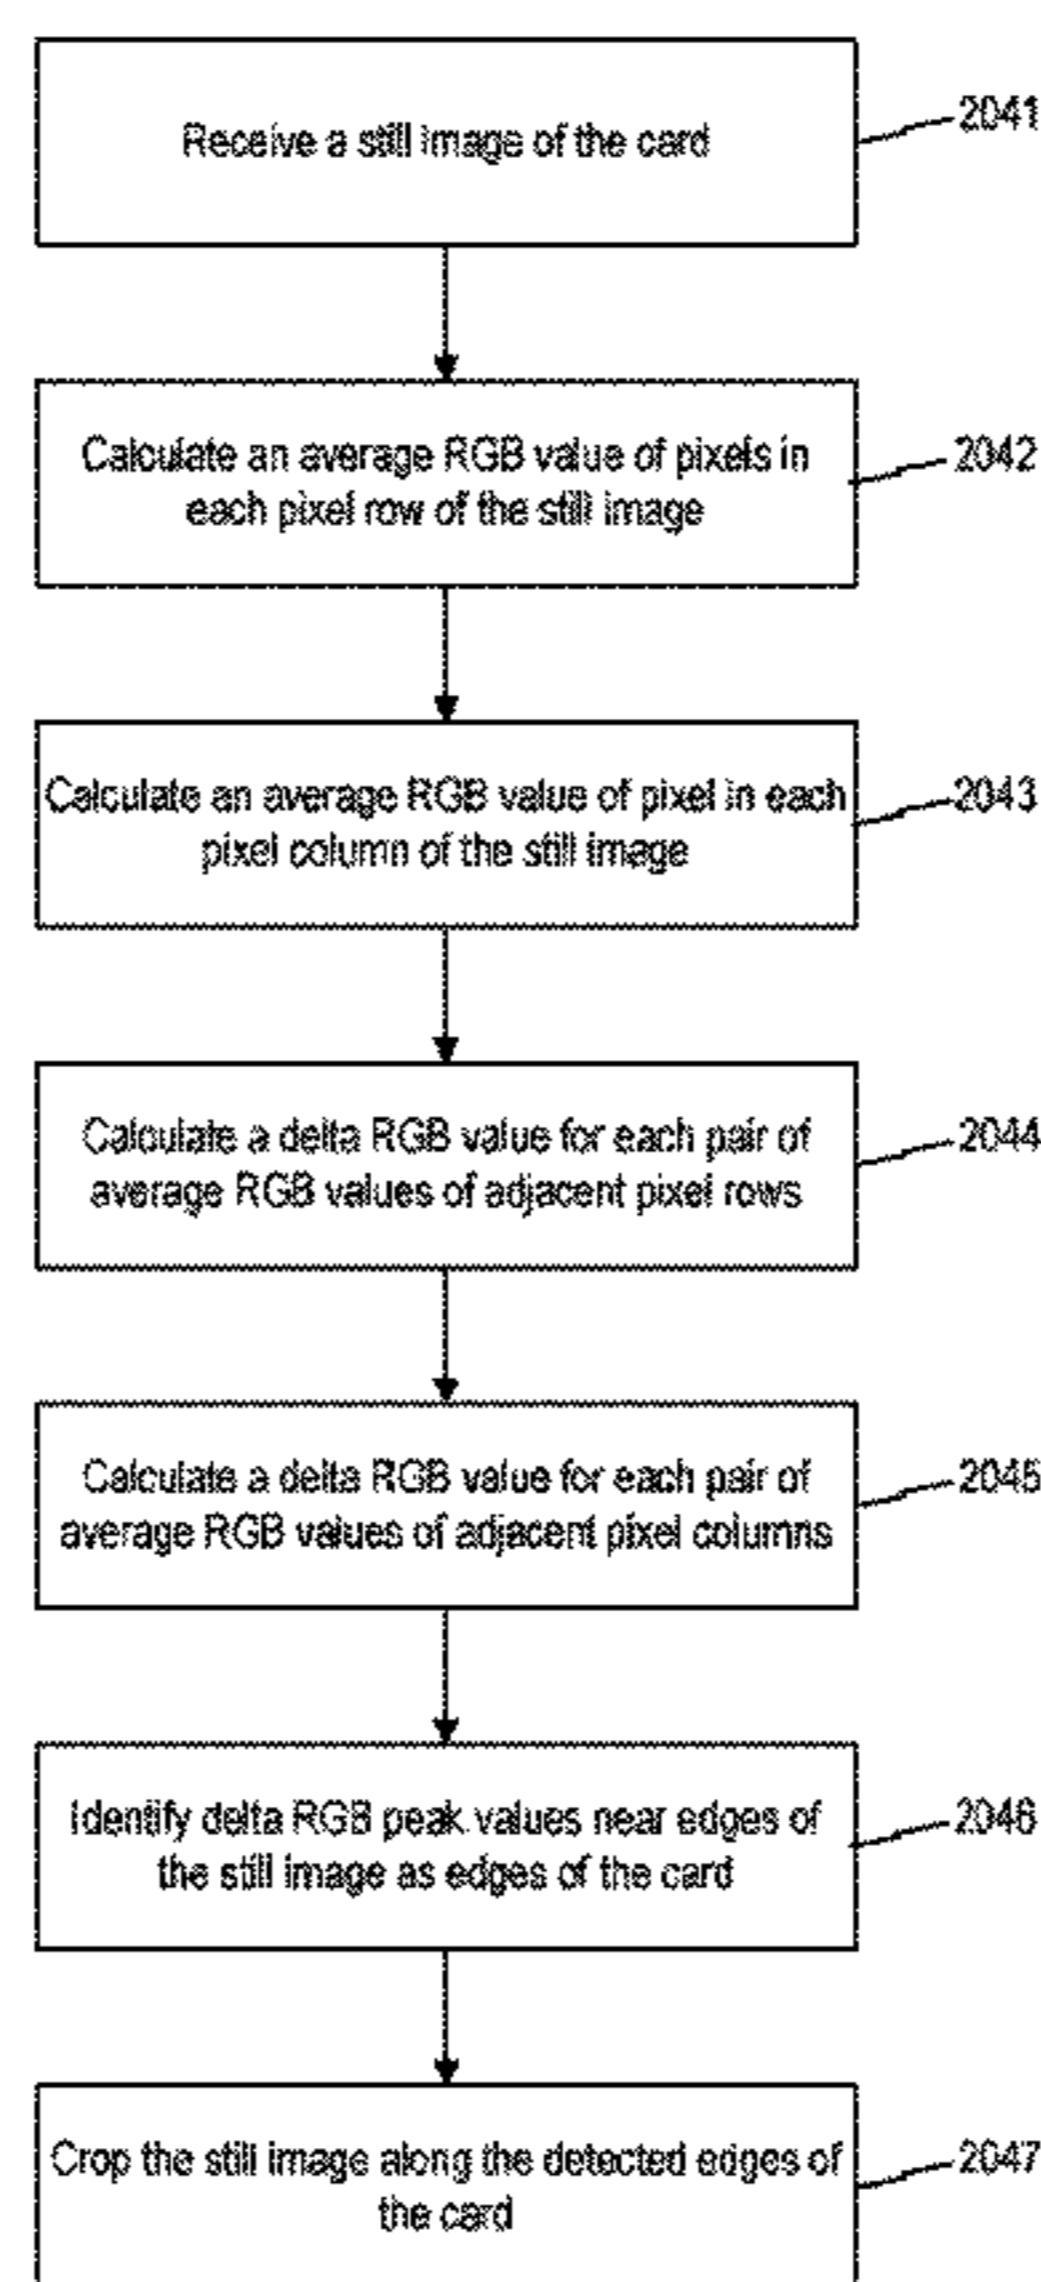 Receive a still image of the card
2041
Calculate an average RGB value of pixels in
each pixel row of the still image
2042
Calculate an average RGB value of pixel in each
pixel column of the still image
2043
Calculate a delta RGB value for each pair of
average RGB values of adjacent pixel rows
2044
Calculate a delta RGB value for each pair of
average RGB values of adjacent pixel columns
2045
Identify delta RGB peak values near edges of
the still image as edges of the card
2046
Crop the still image along the detected edges of
the card
2047